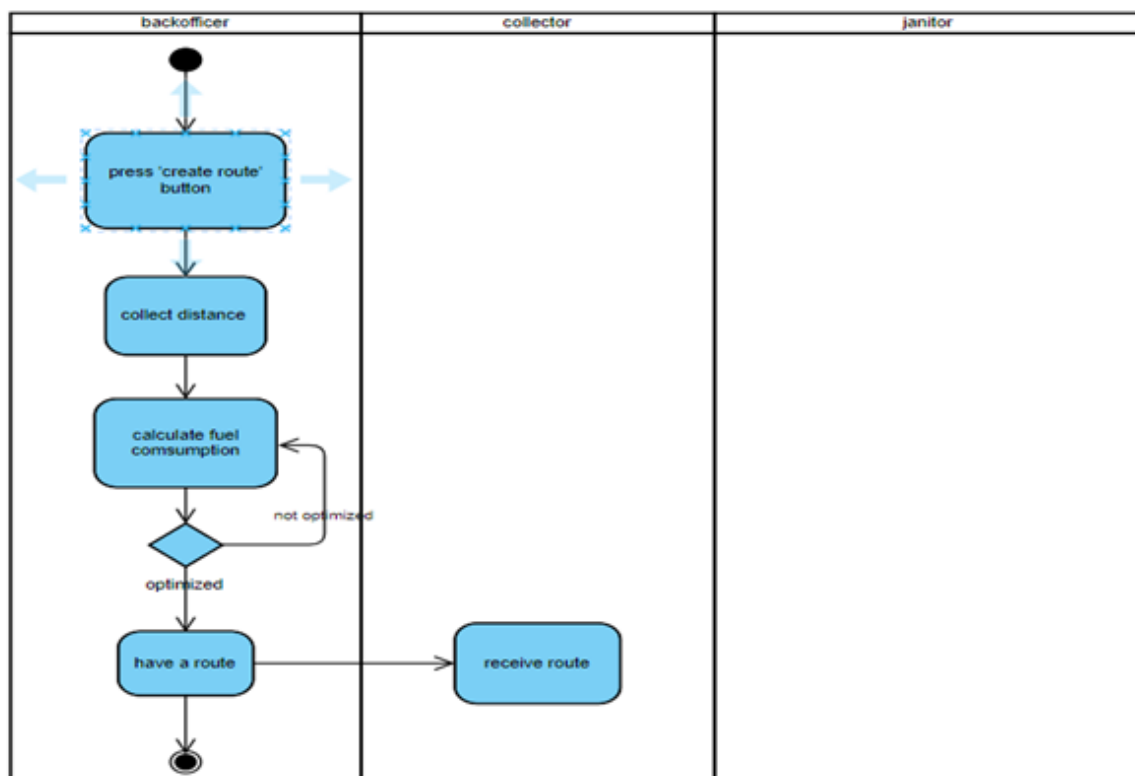 backofficer
collector
janitor
press 'create route'
button
collect distance
calculate fuel
comsumption
not optimized
optimized
have a route
receive route